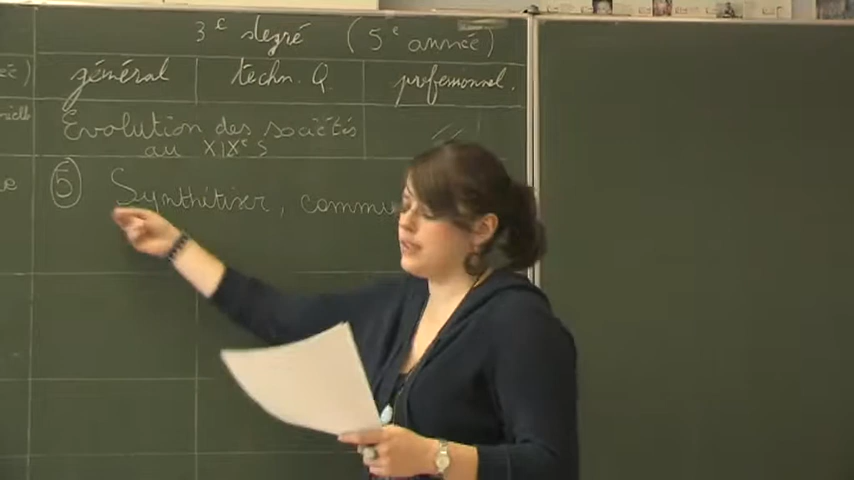 3e degré (5e année)
général techn. Q professionnel.
Evolution des sociétés
au XIXe s
⑤ Synthétiser, commu